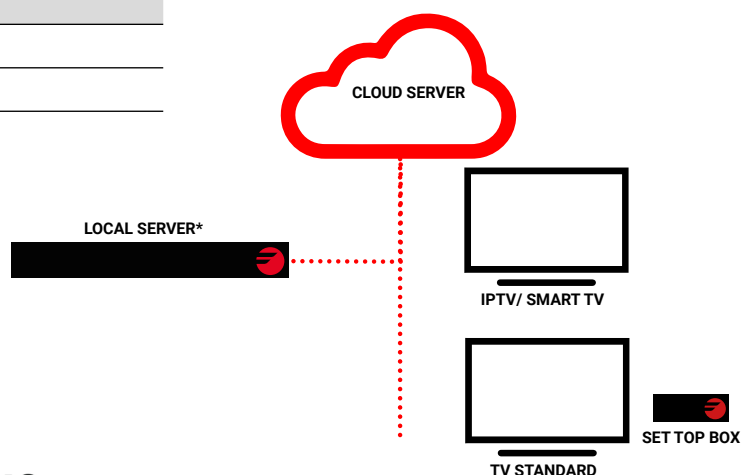 CLOUD SERVER
LOCAL SERVER*
IPTV/ SMART TV
SET TOP BOX
TV STANDARD